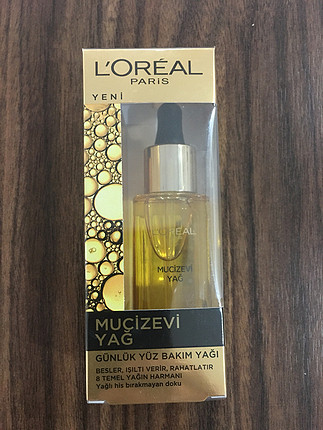 L'ORÉAL
PARIS
YENİ
L'ORÉAL
MUCİZEVİ
YAĞ
MUCİZEVİ
YAĞ
GÜNLÜK YÜZ BAKIM YAĞI
BESLER, IŞILTI VERİR, RAHATLATIR
8 TEMEL YAĞIN HARMANI
Yağlı his bırakmayan doku